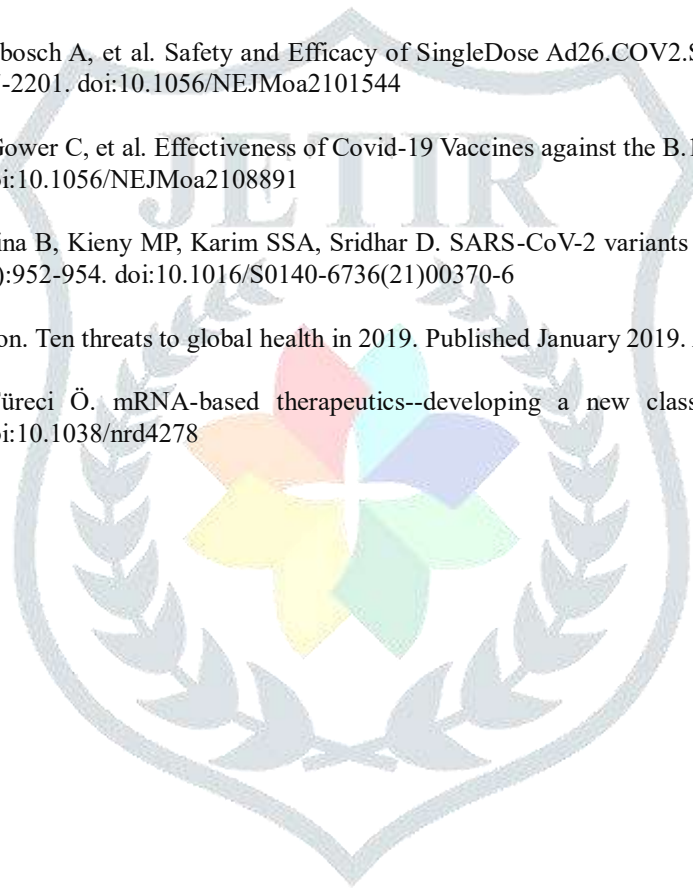 bosch A, et al. Safety and Efficacy of SingleDose Ad26.COV2.S
-2201. doi:10.1056/NEJMoa2101544
Gower C, et al. Effectiveness of Covid-19 Vaccines against the B.1
oi:10.1056/NEJMoa2108891
JETIR
ina B, Kieny MP, Karim SSA, Sridhar D. SARS-CoV-2 variants
):952-954. doi:10.1016/S0140-6736(21)00370-6
on. Ten threats to global health in 2019. Published January 2019.
üreci Ö. mRNA-based therapeutics--developing a new class
oi:10.1038/nrd4278